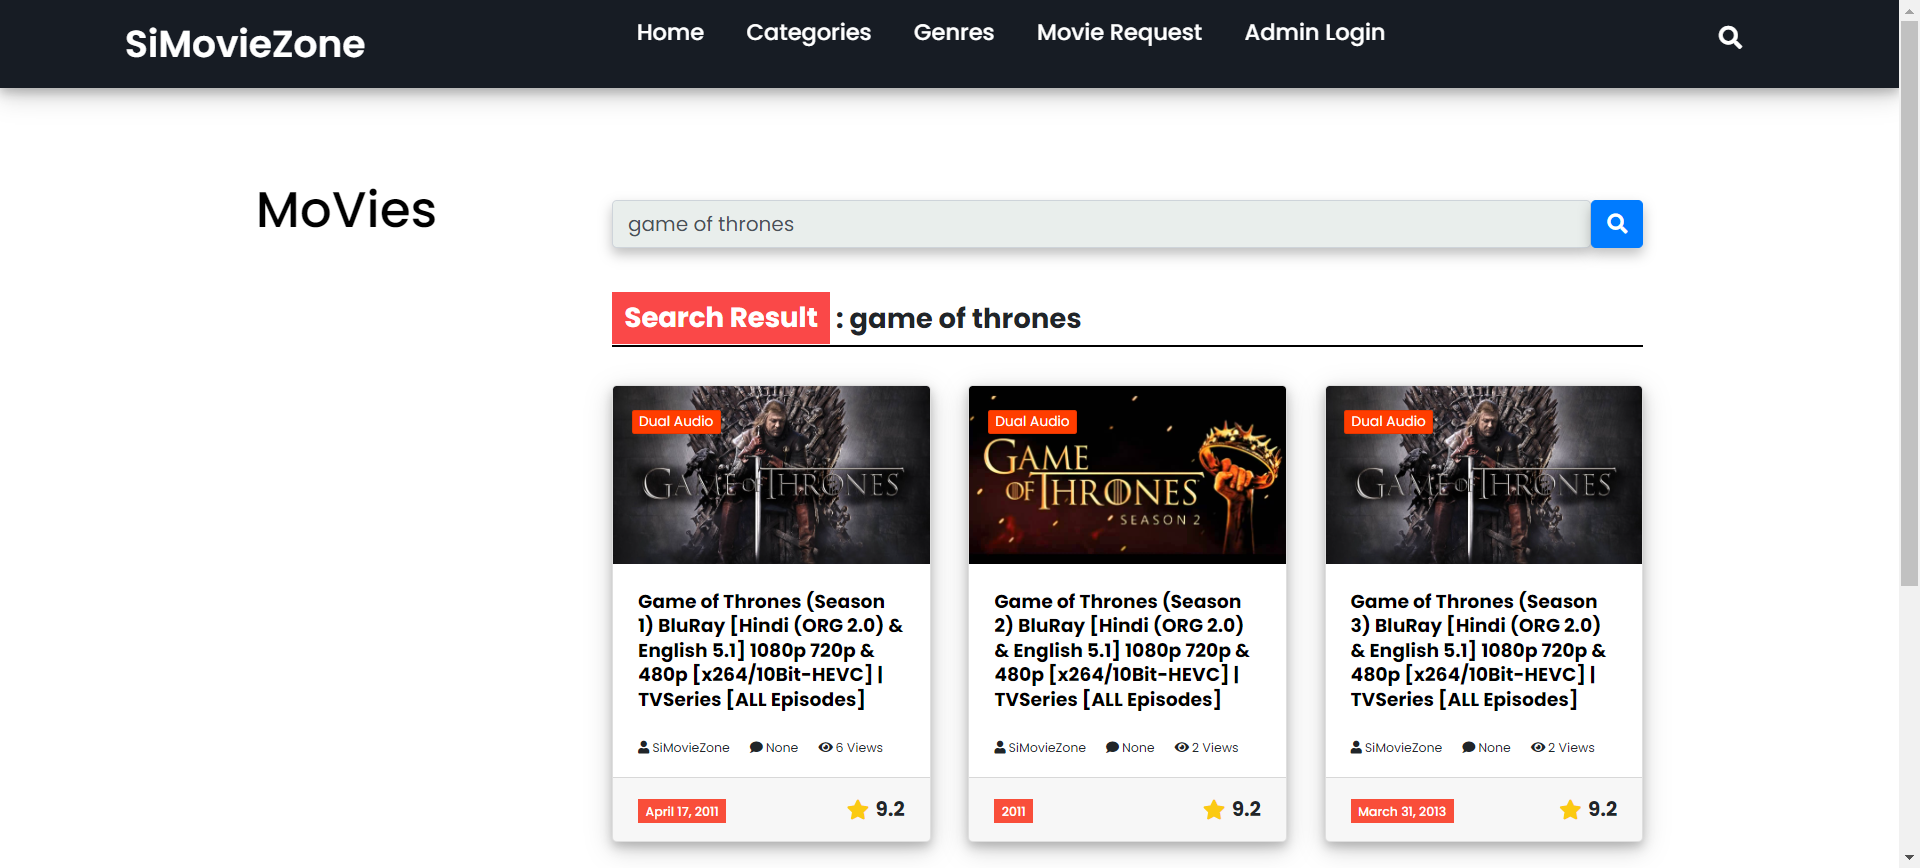 SiMovieZone
Home Categories Genres Movie Request Admin Login
MoVies
game of thrones
Search Result : game of thrones
Dual Audio
GAME OF THRONES
Game of Thrones (Season
1) BluRay [Hindi (ORG 2.0) &
English 5.1] 1080p 720p &
480p [x264/10Bit-HEVC] |
TVSeries [ALL Episodes]
SiMovieZone None 6 Views
April 17, 2011 9.2
Dual Audio
GAME
OF THRONES
SEASON 2
Game of Thrones (Season
2) BluRay [Hindi (ORG 2.0)
& English 5.1] 1080p 720p &
480p [x264/10Bit-HEVC] |
TVSeries [ALL Episodes]
SiMovieZone None 2 Views
2011 9.2
Dual Audio
GAME OF THRONES
Game of Thrones (Season
3) BluRay [Hindi (ORG 2.0)
& English 5.1] 1080p 720p &
480p [x264/10Bit-HEVC] |
TVSeries [ALL Episodes]
SiMovieZone None 2 Views
March 31, 2013 9.2